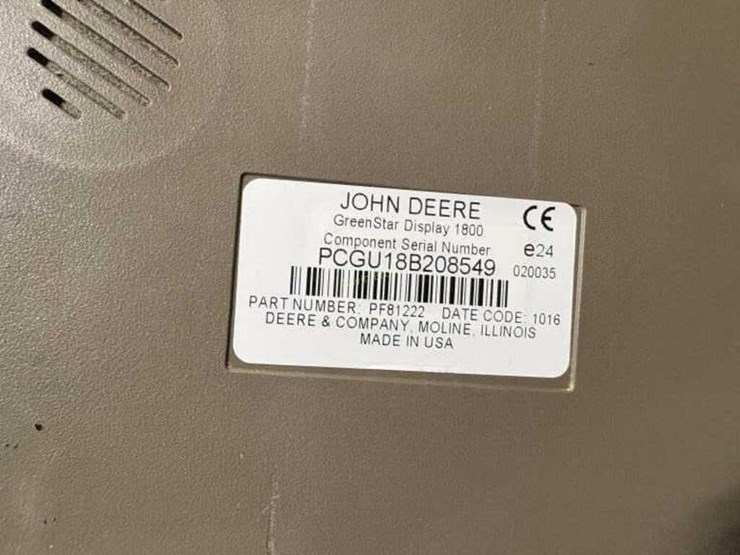 JOHN DEERE
GreenStar Display 1800
CE
Component Serial Number
e24
PCGU18B208549
020035
PART NUMBER: PF81222 DATE CODE: 1016
DEERE & COMPANY, MOLINE, ILLINOIS
MADE IN USA